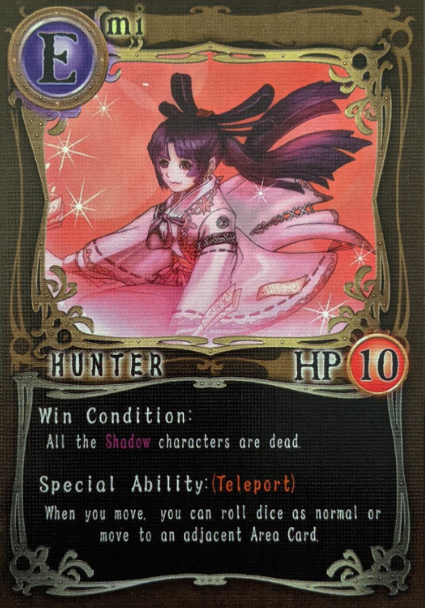 Emi
HUNTER HP 10
Win Condition:
All the Shadow characters are dead.
Special Ability:(Teleport)
When you move, you can roll dice as normal or
move to an adjacent Area Card.